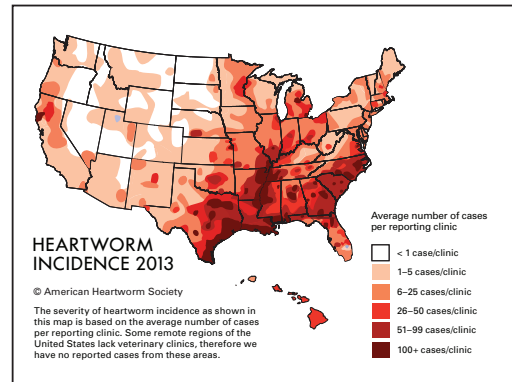 HEARTWORM
INCIDENCE 2013
© American Heartworm Society
The severity of heartworm incidence as shown in
this map is based on the average number of cases
per reporting clinic. Some remote regions of the
United States lack veterinary clinics, therefore we
have no reported cases from these areas.
Average number of cases
per reporting clinic
< 1 case/clinic
1–5 cases/clinic
6–25 cases/clinic
26–50 cases/clinic
51–99 cases/clinic
100+ cases/clinic